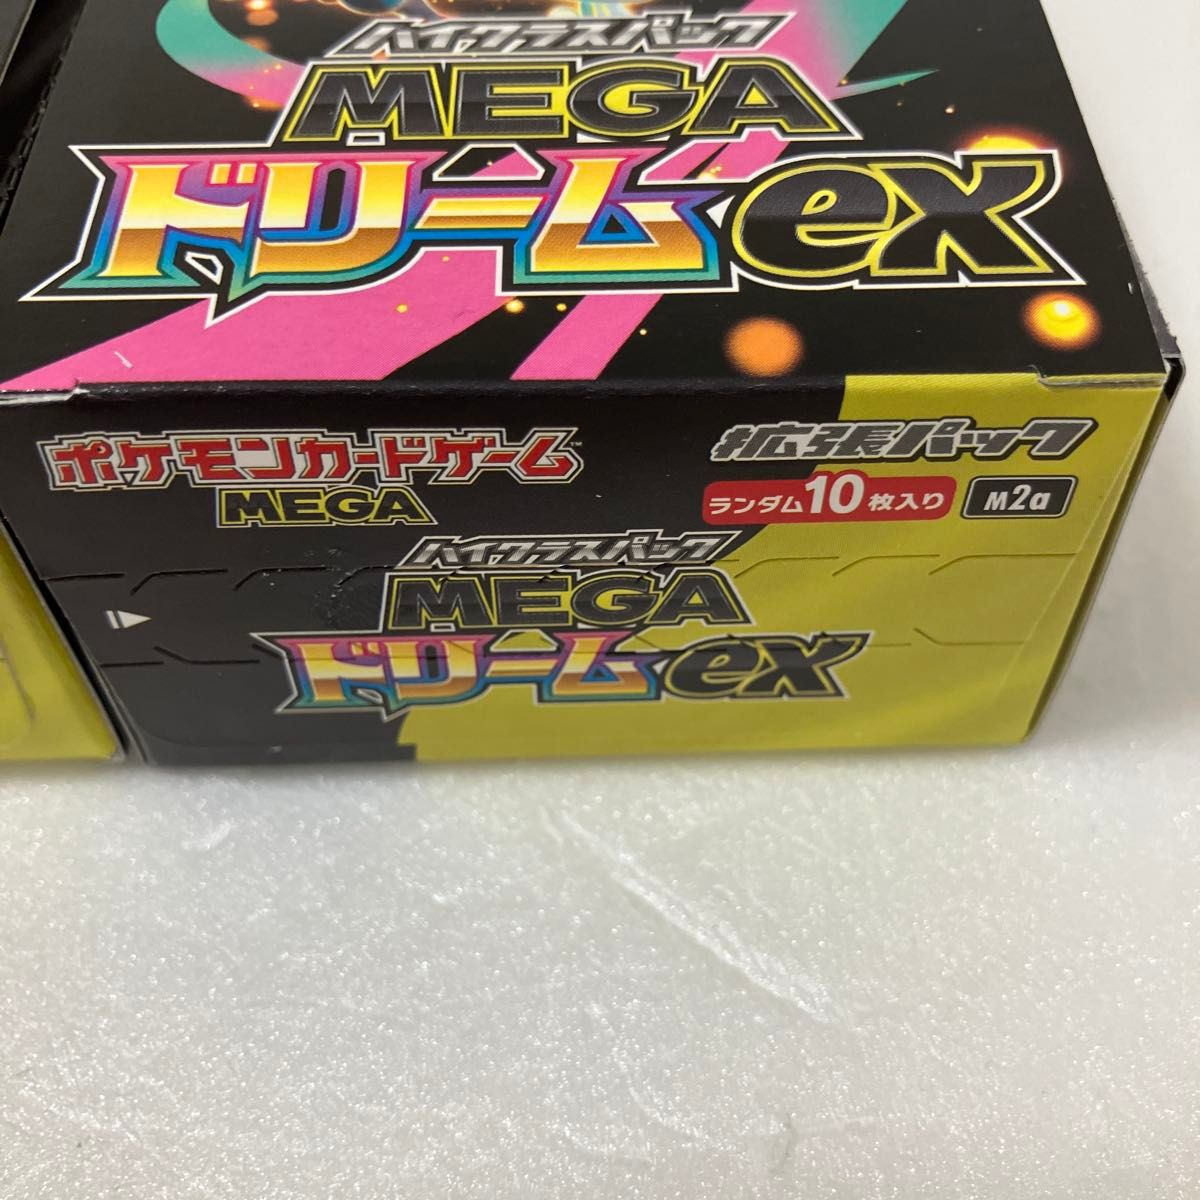 ハイクラスパック
MEGA
ドリームex
ポケモンカードゲーム™
MEGA
拡張パック
ランダム10枚入り
M2a
ハイクラスパック
MEGA
ドリームex